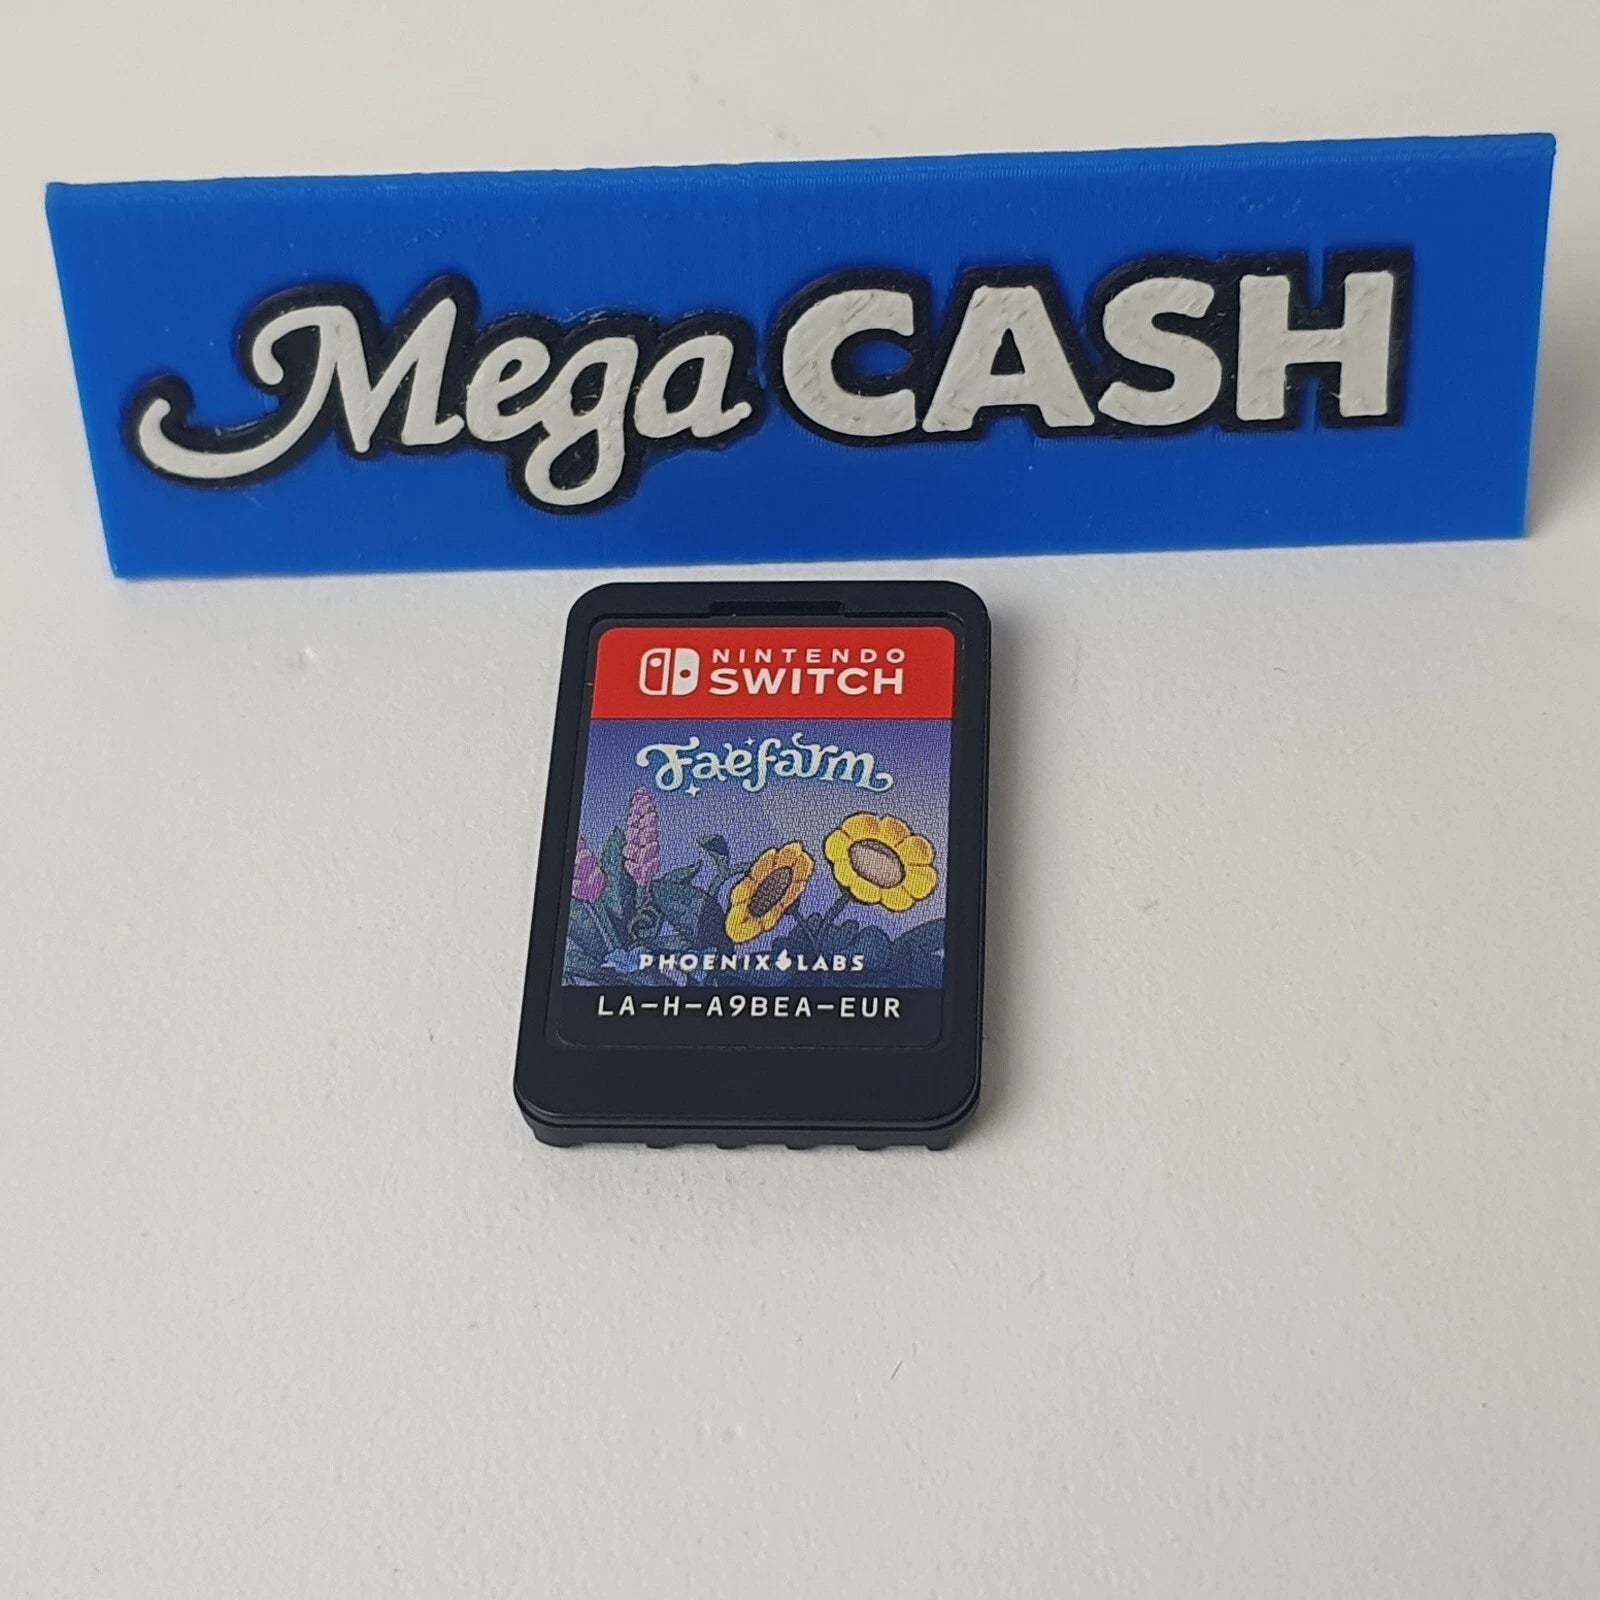 Mega CASH
NINTENDO
SWITCH
Faefarm
PHOENIX LABS
LA-H-A9BEA-EUR